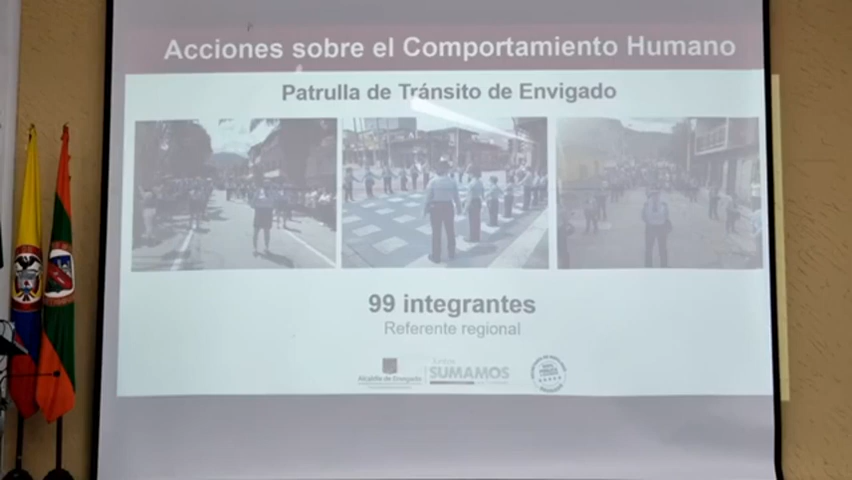 Acciones sobre el Comportamiento Humano
Patrulla de Tránsito de Envigado
99 integrantes
Referente regional
Alcaldía de Envigado
SUMAMOS